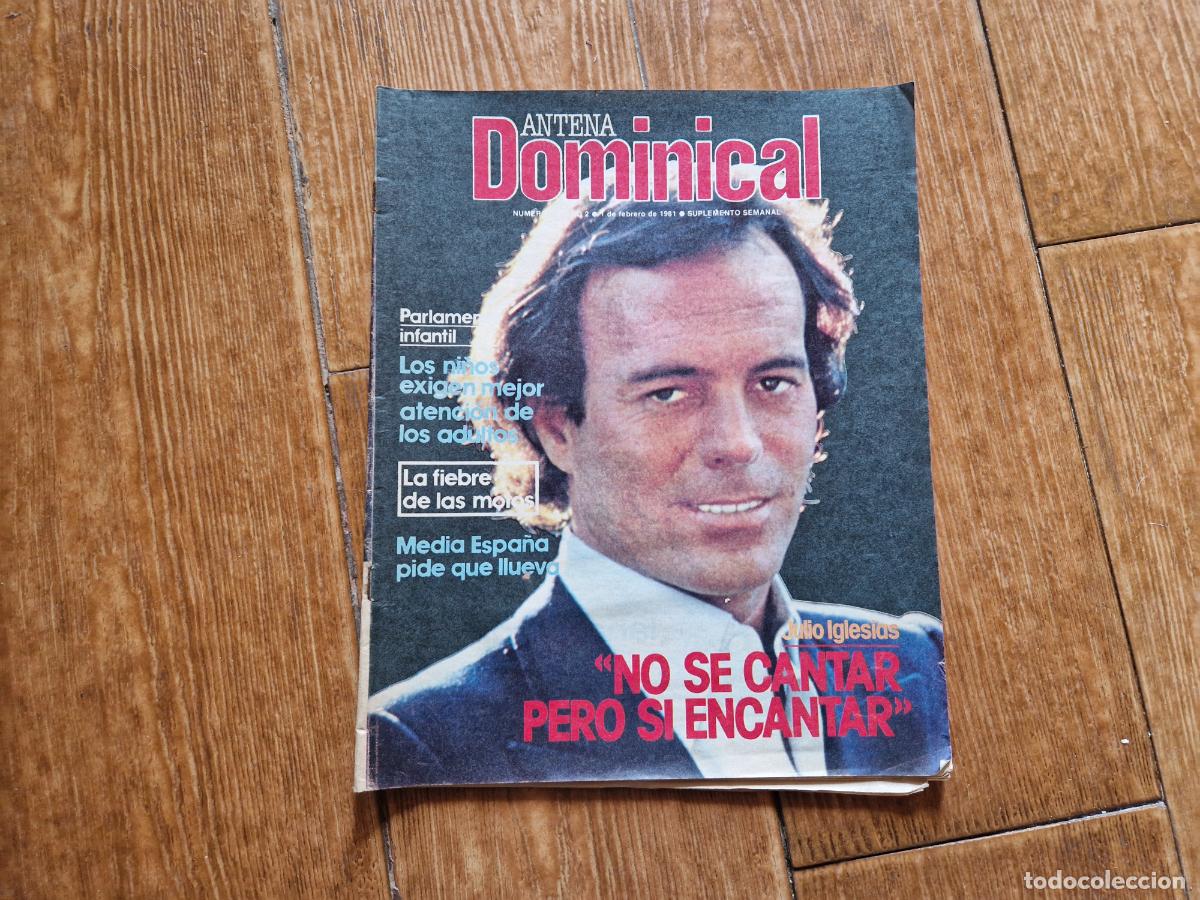 ANTENA
Dominical
2 ● 1 de febrero de 1981 ● SUPLEMENTO SEMANAL
infantil
Los niños
exigen mejor
atención de
los adultos
La fiebre
de las motos
Media España
pide que llueva
Julio Iglesias
«NO SE CANTAR
PERO SI ENCANTAR»
todocoleccion